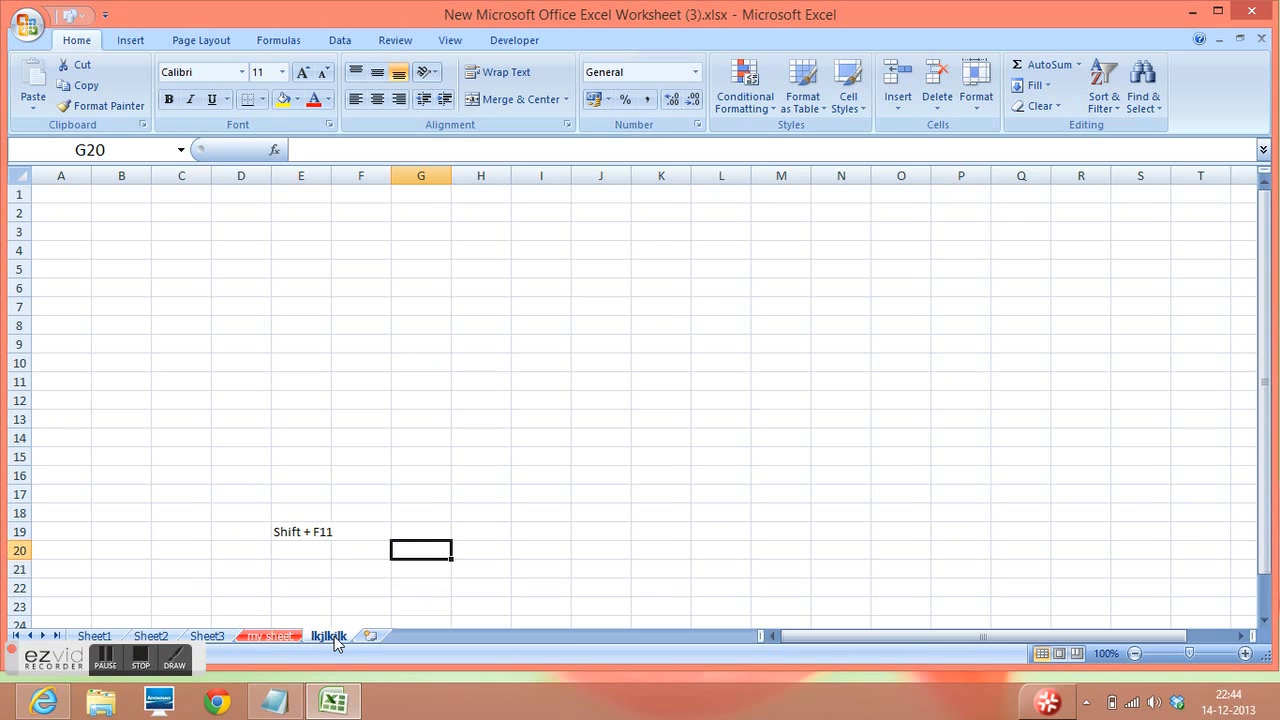 New Microsoft Office Excel Worksheet (3).xlsx - Microsoft Excel
Home Insert Page Layout Formulas Data Review View Developer
Paste
Cut
Copy
Format Painter
Clipboard
Calibri 11
B I U
Font
Wrap Text
Merge & Center
Alignment
General
%
Number
Conditional Formatting
Format as Table
Cell Styles
Styles
Insert
Delete
Format
Cells
AutoSum
Fill
Clear
Sort & Filter
Find & Select
Editing
G20
fx
A B C D E F G H I J K L M N O P Q R S T
1
2
3
4
5
6
7
8
9
10
11
12
13
14
15
16
17
18
19 Shift + F11
20
21
22
23
24
Sheet1 Sheet2 Sheet3 my sheet
ezvid
RECORDER
PAUSE STOP DRAW
100%
22:44
14-12-2013